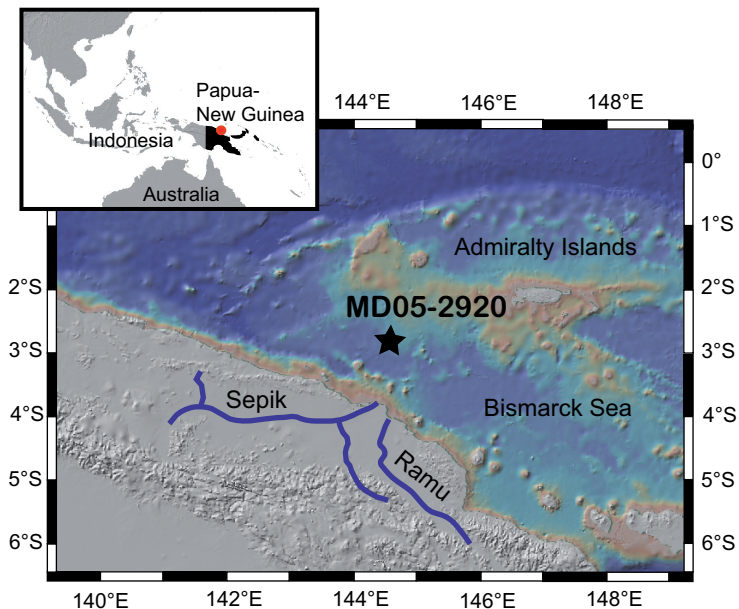 Papua-
New Guinea
Indonesia
Australia
144°E 146°E 148°E
0°
1°S
Admiralty Islands
2°S 2°S
MD05-2920
3°S 3°S
Sepik
Bismarck Sea
4°S 4°S
Ramu
5°S 5°S
6°S 6°S
140°E 142°E 144°E 146°E 148°E